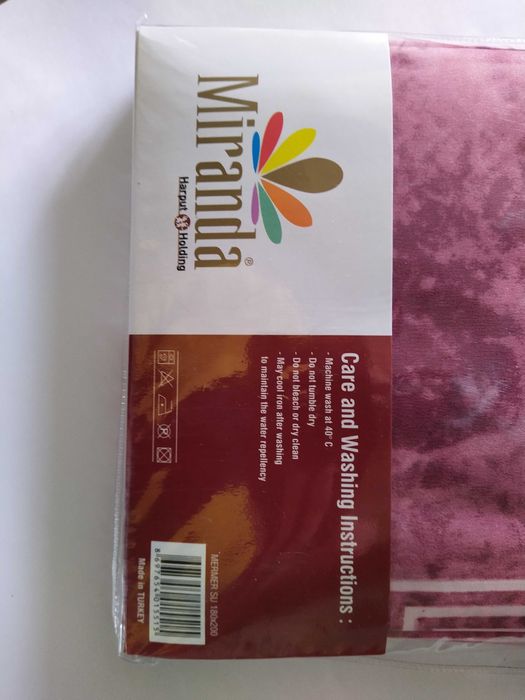 Miranda®
Harput Holding
Care and Washing Instructions :
- Machine wash at 40° C
- Do not tumble dry
- Do not bleach or dry clean
- May cool iron after washing
to maintain the water repellency
MERMER SU 180x200
8697654015515
Made in TURKEY